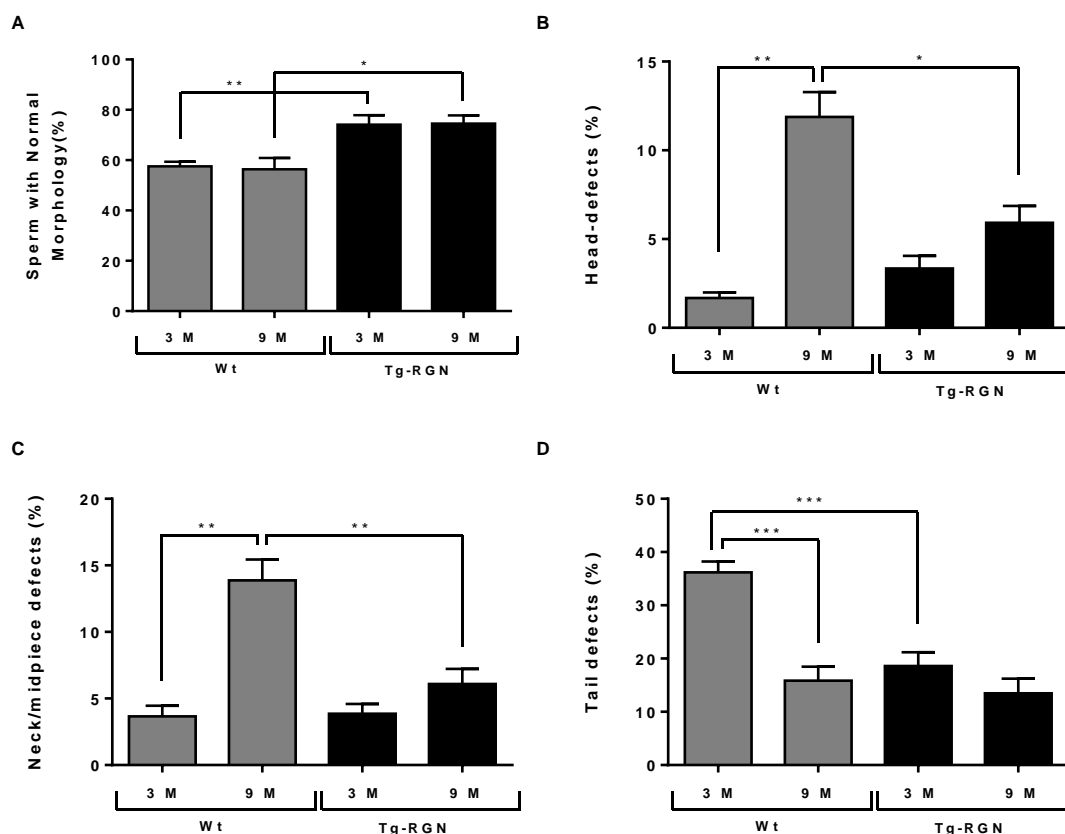 A
Sperm with Normal
Morphology(%)
100
80
60
40
20
0
**
*
3 M 9 M 3 M 9 M
Wt Tg-RGN
B
Head-defects (%)
15
10
5
0
** *
3 M 9 M 3 M 9 M
Wt Tg-RGN
C
Neck/midpiece defects (%)
20
15
10
5
0
** **
3 M 9 M 3 M 9 M
Wt Tg-RGN
D
Tail defects (%)
50
40
30
20
10
0
***
***
3 M 9 M 3 M 9 M
Wt Tg-RGN